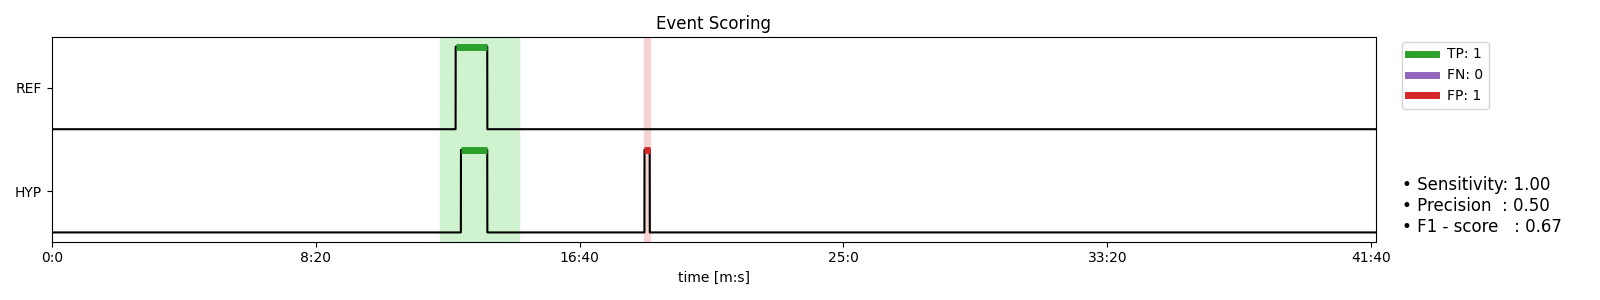 Event Scoring
REF
HYP
0:0
8:20
16:40
25:0
33:20
41:40
time [m:s]
TP: 1
FN: 0
FP: 1
• Sensitivity: 1.00
• Precision : 0.50
• F1 - score : 0.67